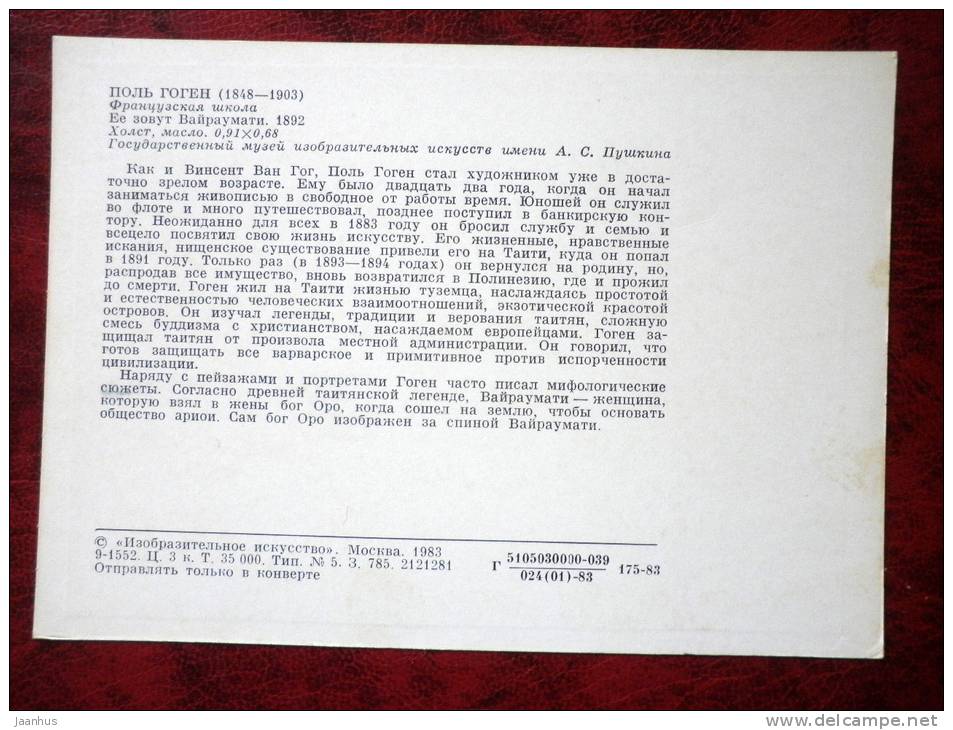 ПОЛЬ ГОГЕН (1848—1903)
Французская школа
Ее зовут Вайраумати. 1892
Холст, масло. 0,91×0,68
Государственный музей изобразительных искусств имени А. С. Пушкина
Как и Винсент Ван Гог, Поль Гоген стал художником уже в доста-
точно зрелом возрасте. Ему было двадцать два года, когда он начал
заниматься живописью в свободное от работы время. Юношей он служил
во флоте и много путешествовал, позднее поступил в банкирскую кон-
тору. Неожиданно для всех в 1883 году он бросил службу и семью и
всецело посвятил свою жизнь искусству. Его жизненные, нравственные
искания, нищенское существование привели его на Таити, куда он попал
в 1891 году. Только раз (в 1893—1894 годах) он вернулся на родину, но,
распродав все имущество, вновь возвратился в Полинезию, где и прожил
до смерти. Гоген жил на Таити жизнью туземца, наслаждаясь простотой
и естественностью человеческих взаимоотношений, экзотической красотой
островов. Он изучал легенды, традиции и верования таитян, сложную
смесь буддизма с христианством, насаждаемом европейцами. Гоген за-
щищал таитян от произвола местной администрации. Он говорил, что
готов защищать все варварское и примитивное против испорченности
цивилизации.
Наряду с пейзажами и портретами Гоген часто писал мифологические
сюжеты. Согласно древней таитянской легенде, Вайраумати — женщина,
которую взял в жены бог Оро, когда сошел на землю, чтобы основать
общество ариои. Сам бог Оро изображен за спиной Вайраумати.
© «Изобразительное искусство». Москва. 1983
9-1552. Ц. 3 к. Т. 35 000. Тип. № 5. З. 785. 2121281
Отправлять только в конверте
Г 5105030000-039 175-83
024(01)-83
Jaanhus
www.delcampe.net